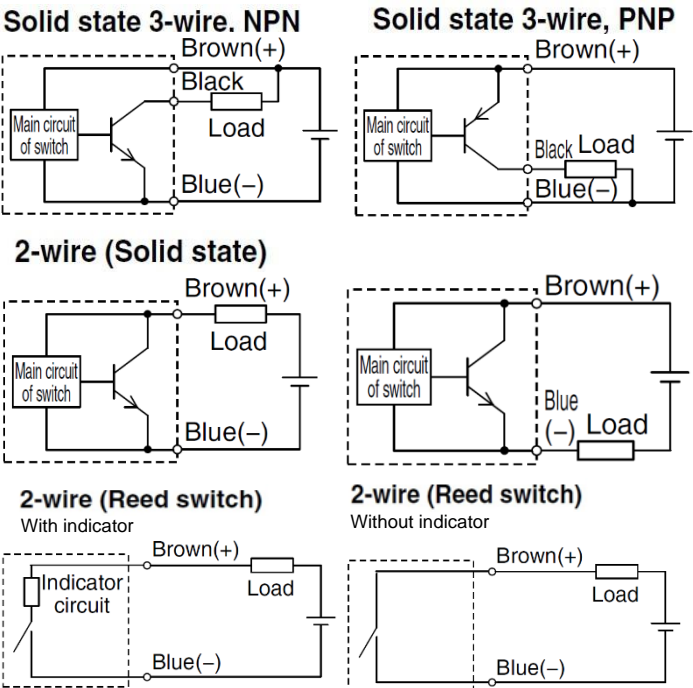 Solid state 3-wire. NPN
Brown(+)
Black
Load
Main circuit
of switch
Blue(−)
Solid state 3-wire, PNP
Brown(+)
Main circuit
of switch
Black Load
Blue(−)
2-wire (Solid state)
Brown(+)
Load
Main circuit
of switch
Blue(−)
Brown(+)
Main circuit
of switch
Blue
(−) Load
2-wire (Reed switch)
With indicator
Brown(+)
Load
Indicator
circuit
Blue(−)
2-wire (Reed switch)
Without indicator
Brown(+)
Load
Blue(−)